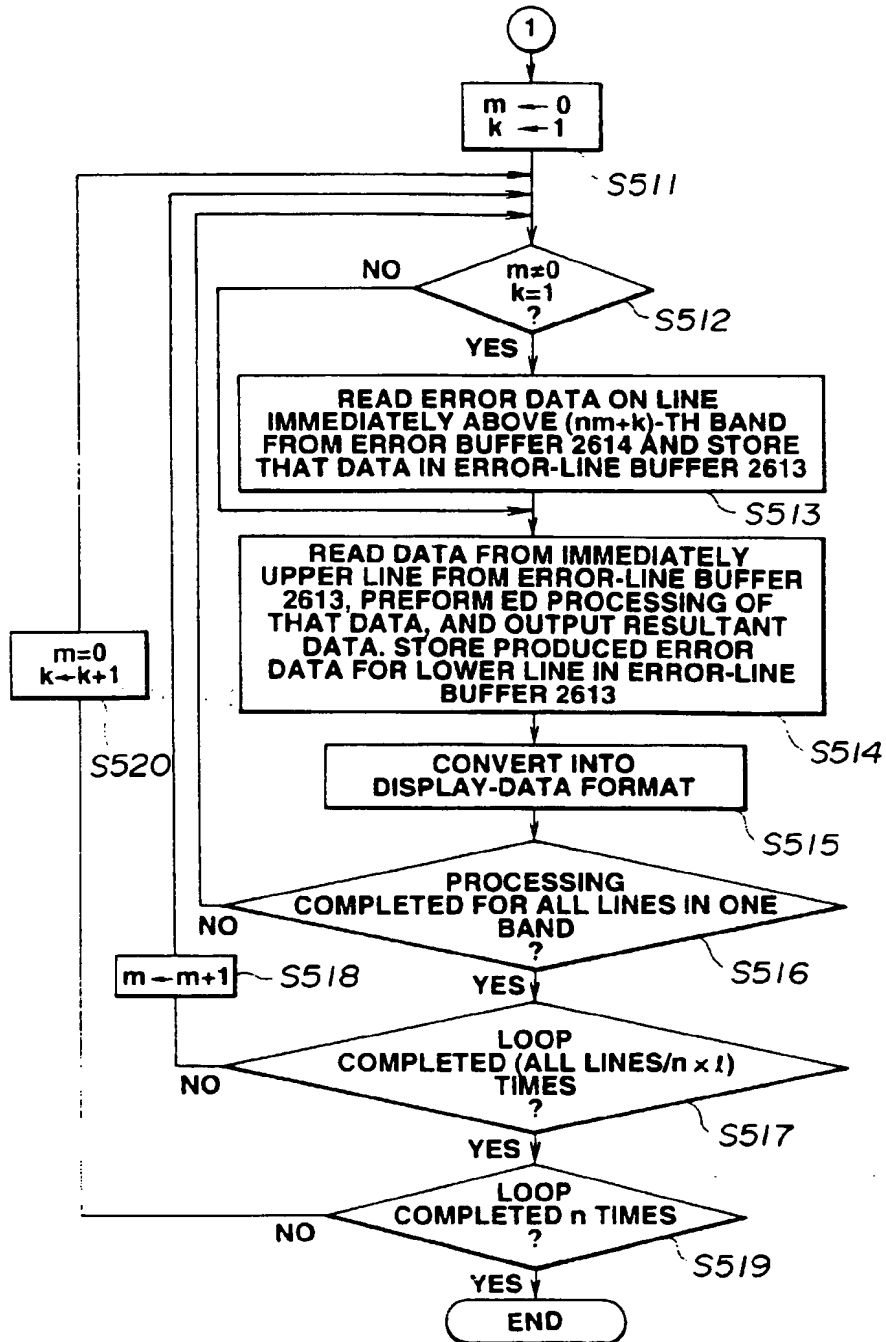 1
m ← 0
k ← 1
S511
NO
m≠0
k=1
?
S512
YES
READ ERROR DATA ON LINE
IMMEDIATELY ABOVE (nm+k)-TH BAND
FROM ERROR BUFFER 2614 AND STORE
THAT DATA IN ERROR-LINE BUFFER 2613
S513
READ DATA FROM IMMEDIATELY
UPPER LINE FROM ERROR-LINE BUFFER
2613, PREFORM ED PROCESSING OF
THAT DATA, AND OUTPUT RESULTANT
DATA. STORE PRODUCED ERROR
DATA FOR LOWER LINE IN ERROR-LINE
BUFFER 2613
S514
m=0
k←k+1
S520
CONVERT INTO
DISPLAY-DATA FORMAT
S515
PROCESSING
COMPLETED FOR ALL LINES IN ONE
BAND
?
NO
S516
YES
m ← m+1
S518
LOOP
COMPLETED (ALL LINES/n × ℓ)
TIMES
?
NO
S517
YES
LOOP
COMPLETED n TIMES
?
NO
S519
YES
END